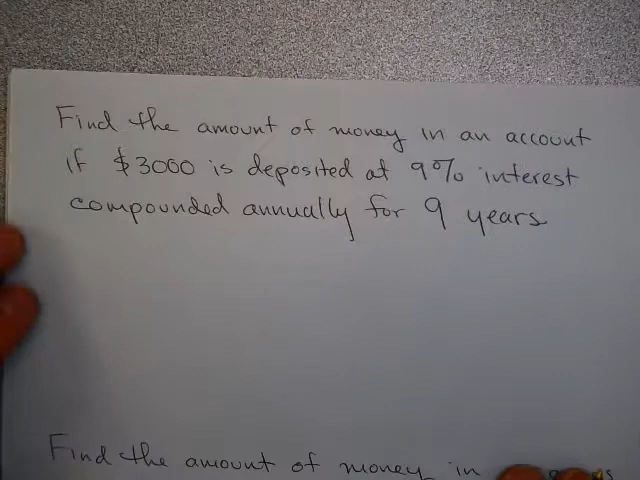 Find the amount of money in an account
if $3000 is deposited at 9% interest
compounded annually for 9 years
Find the amount of money in